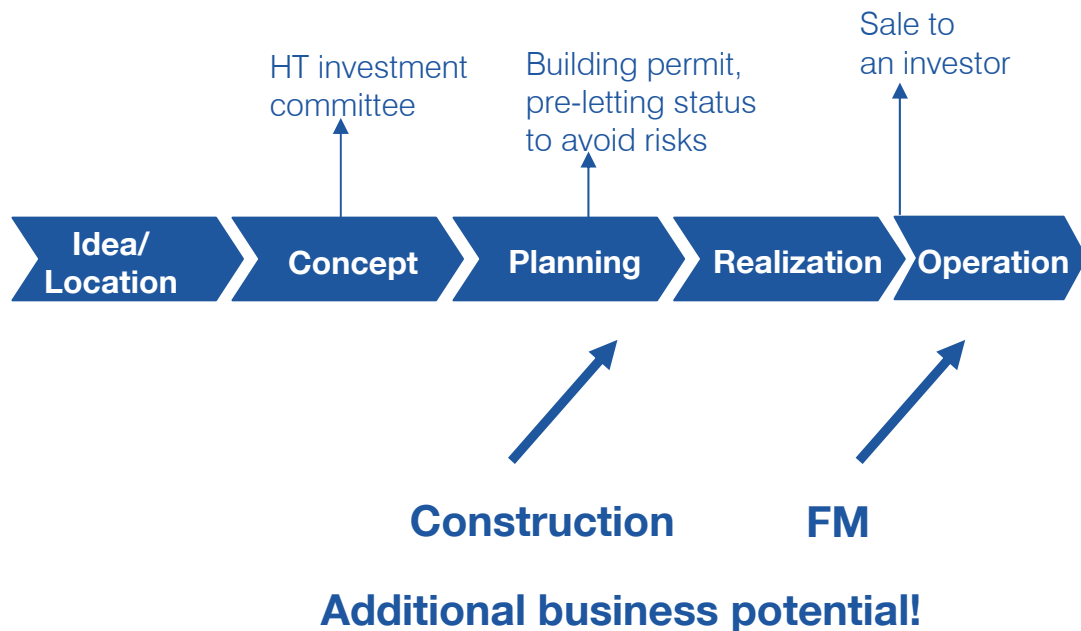 Sale to
an investor
HT investment
committee
Building permit,
pre-letting status
to avoid risks
Idea/
Location
Concept
Planning
Realization
Operation
Construction
FM
Additional business potential!